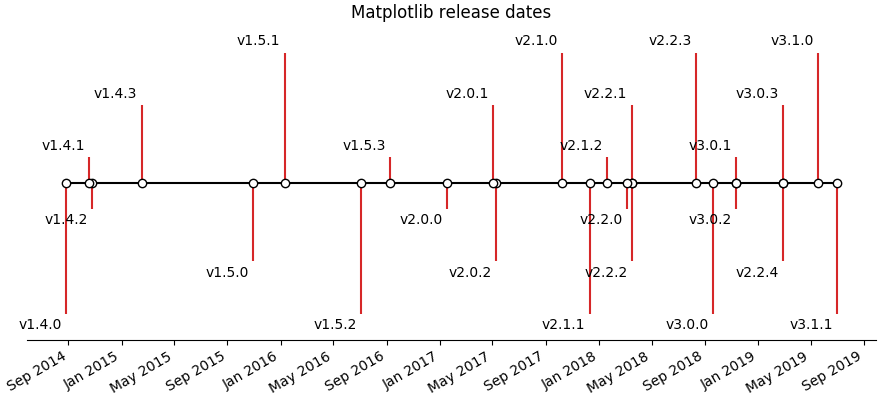 Matplotlib release dates
v1.5.1
v2.1.0
v2.2.3
v3.1.0
v1.4.3
v2.0.1
v2.2.1
v3.0.3
v1.4.1
v1.5.3
v2.1.2
v3.0.1
v1.4.2
v2.0.0
v2.2.0
v3.0.2
v1.5.0
v2.0.2
v2.2.2
v2.2.4
v1.4.0
v1.5.2
v2.1.1
v3.0.0
v3.1.1
Sep 2014
Jan 2015
May 2015
Sep 2015
Jan 2016
May 2016
Sep 2016
Jan 2017
May 2017
Sep 2017
Jan 2018
May 2018
Sep 2018
Jan 2019
May 2019
Sep 2019